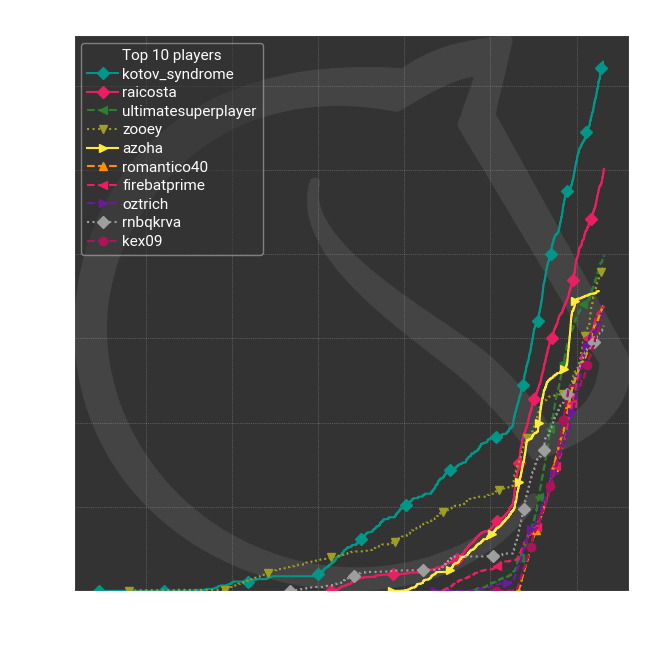 Top 10 players
kotov_syndrome
raicosta
ultimatesuperplayer
zooey
azoha
romantico40
firebatprime
oztrich
rnbqkrva
kex09